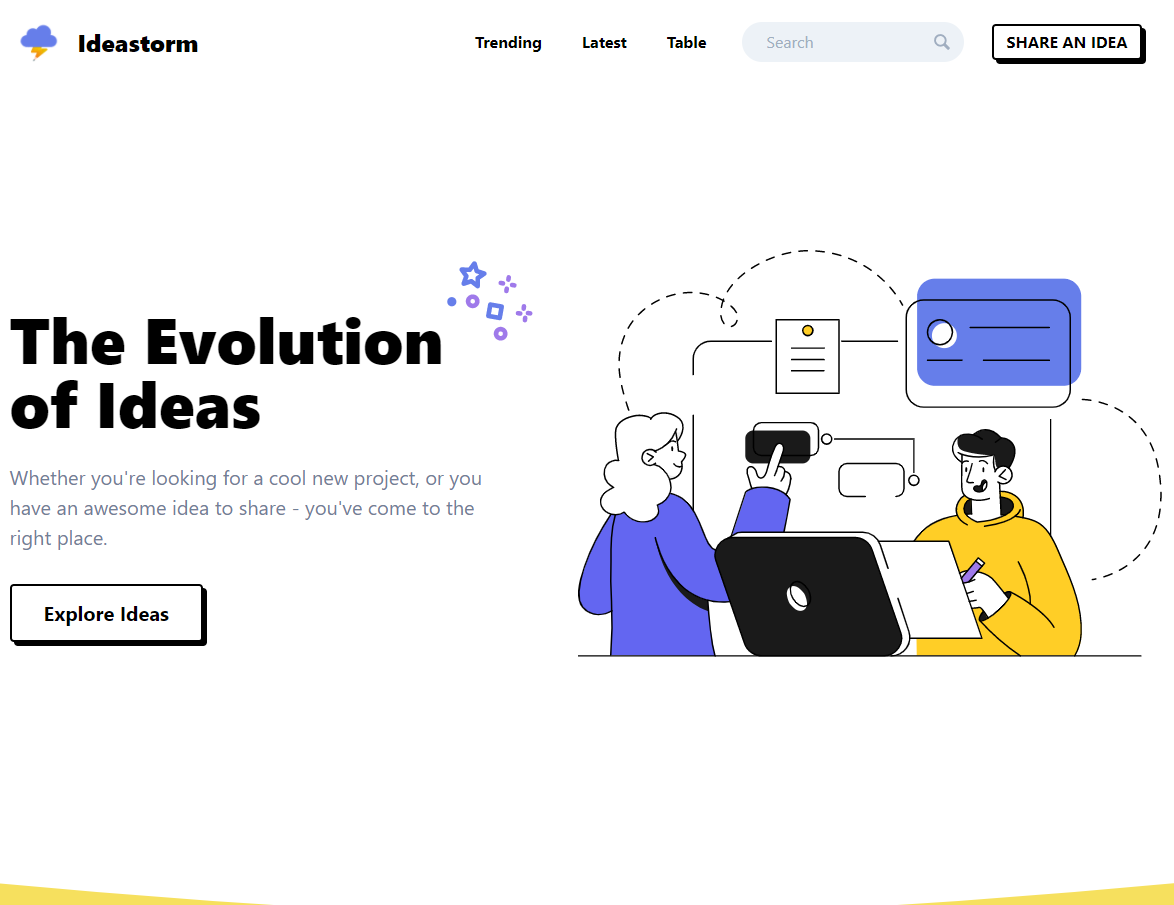 Ideastorm
Trending
Latest
Table
Search
SHARE AN IDEA
The Evolution
of Ideas
Whether you're looking for a cool new project, or you
have an awesome idea to share - you've come to the
right place.
Explore Ideas